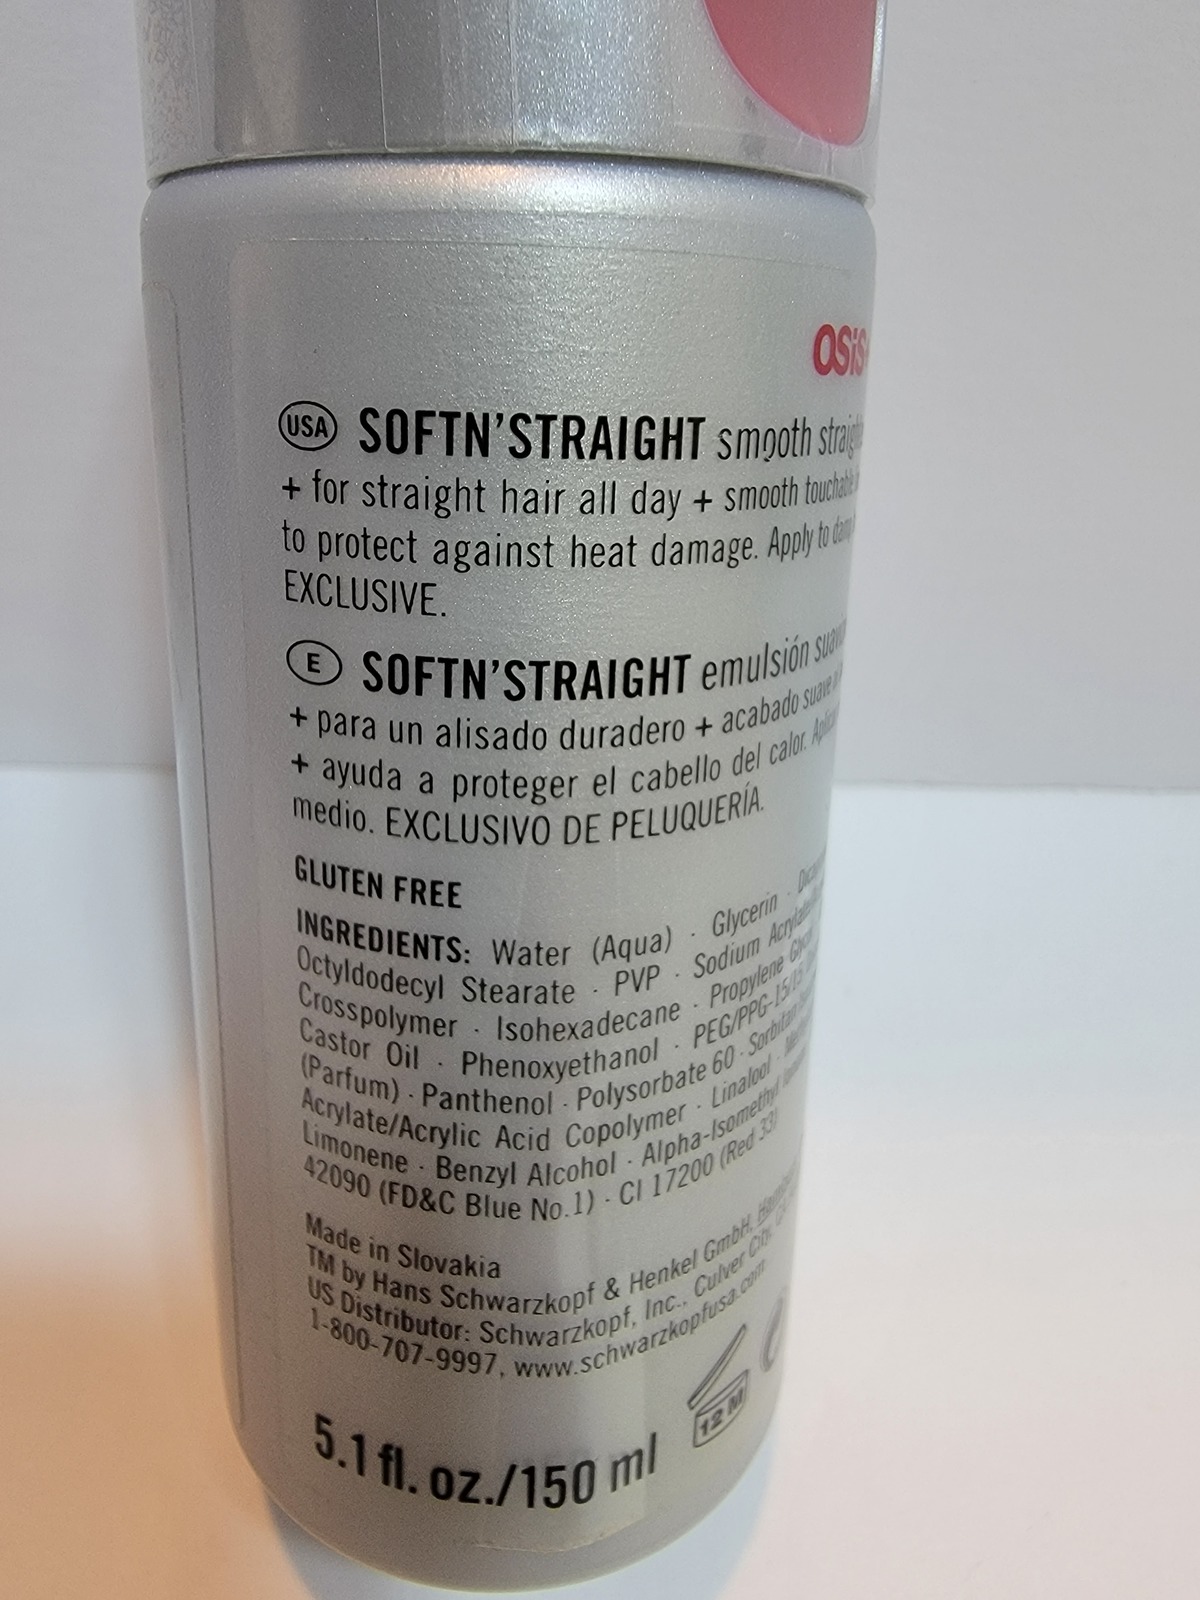 OSiS
USA SOFTN'STRAIGHT smooth
+ for straight hair all day + smooth touchable
to protect against heat damage. Apply to
EXCLUSIVE.
E SOFTN'STRAIGHT emulsión
+ para un alisado duradero + acabado suave
+ ayuda a proteger el cabello del calor.
medio. EXCLUSIVO DE PELUQUERÍA.
GLUTEN FREE
INGREDIENTS: Water (Aqua) · Glycerin ·
Octyldodecyl Stearate · PVP · Sodium
Crosspolymer · Isohexadecane · Propylene
Castor Oil · Phenoxyethanol · PEG/PPG-15/15
(Parfum) · Panthenol · Polysorbate 60 · Sorbitan
Acrylate/Acrylic Acid Copolymer · Linalool ·
Limonene · Benzyl Alcohol · Alpha-Isomethyl
42090 (FD&C Blue No.1) · CI 17200 (Red 33)
Made in Slovakia
TM by Hans Schwarzkopf & Henkel GmbH,
US Distributor: Schwarzkopf, Inc., Culver City,
1-800-707-9997, www.schwarzkopfusa.com
12 M
5.1 fl. oz./150 ml